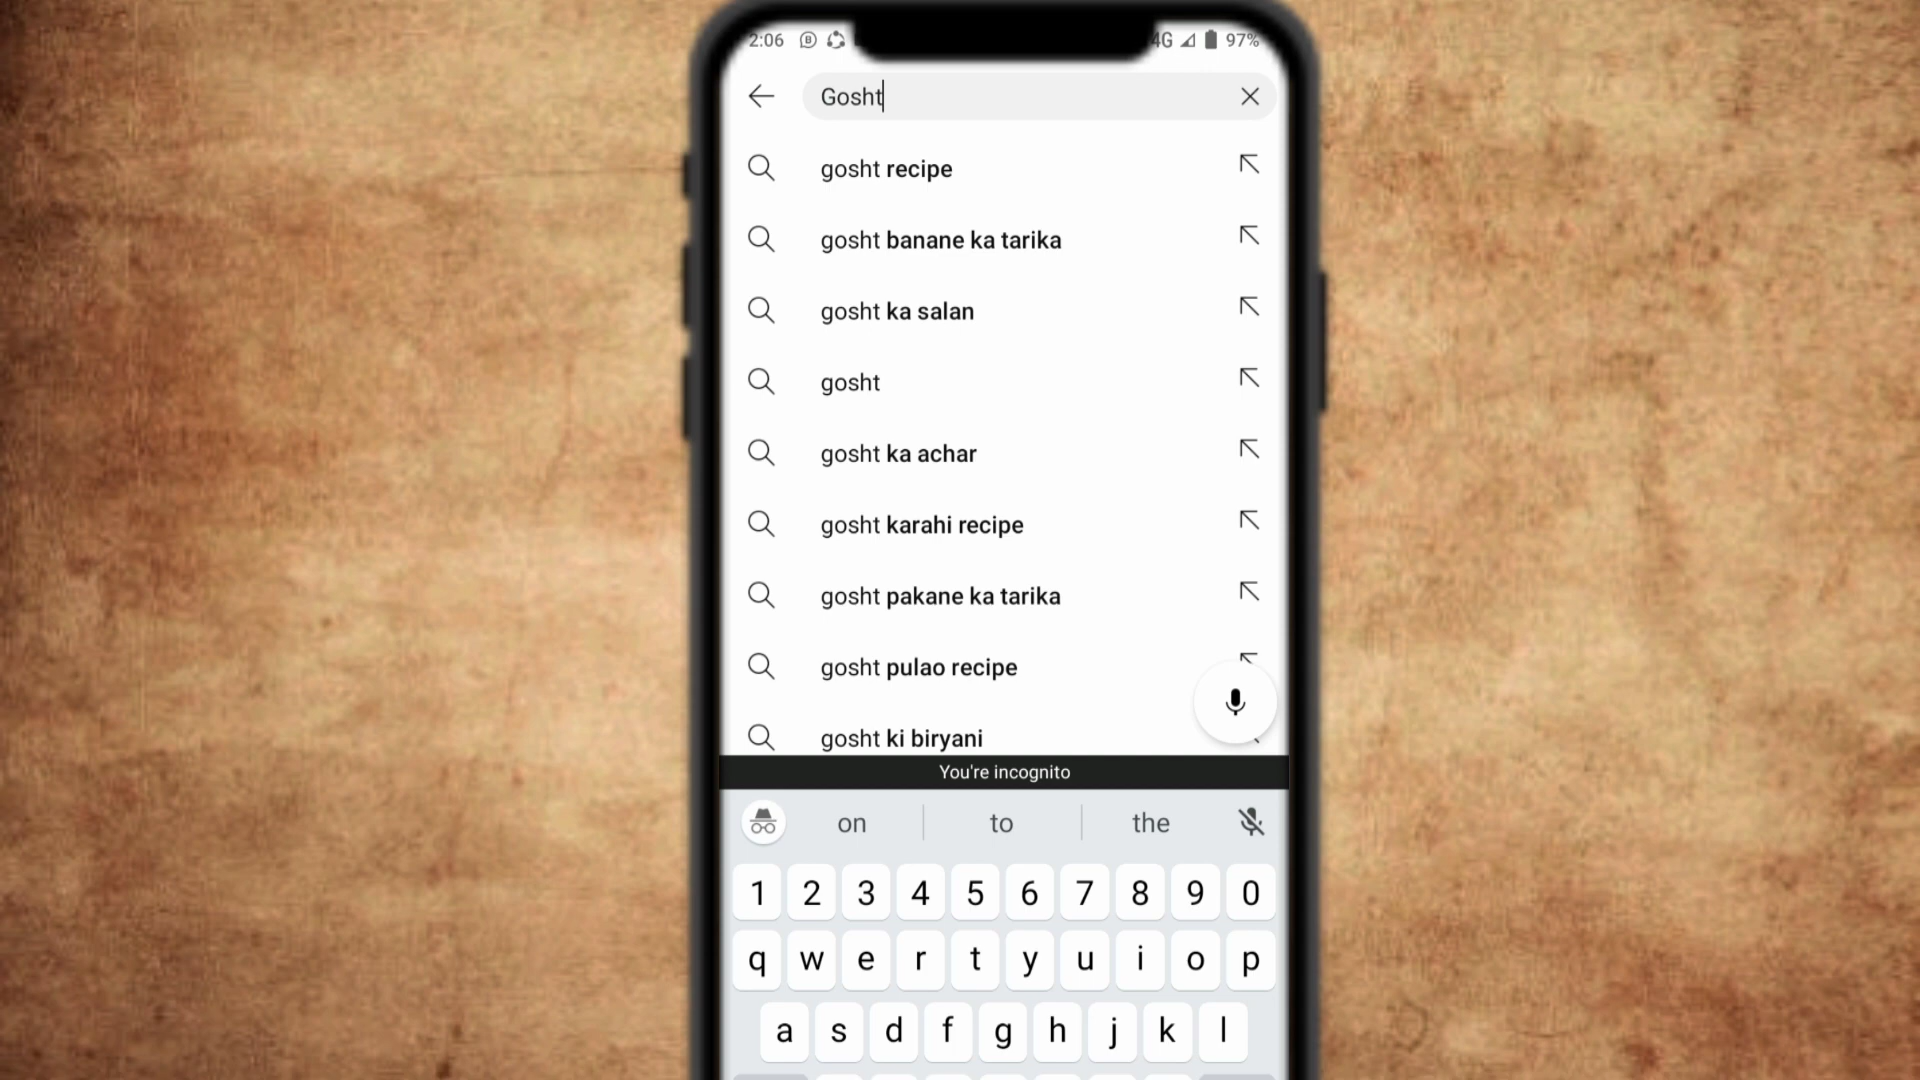 2:06 4G 97%
Gosht
gosht recipe
gosht banane ka tarika
gosht ka salan
gosht
gosht ka achar
gosht karahi recipe
gosht pakane ka tarika
gosht pulao recipe
gosht ki biryani
You're incognito
on to the
1 2 3 4 5 6 7 8 9 0
q w e r t y u i o p
a s d f g h j k l